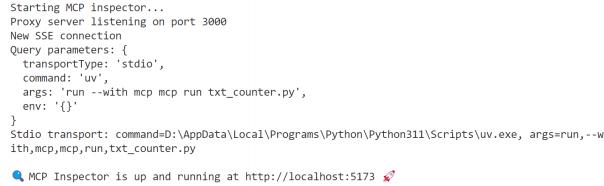 Starting MCP inspector...
Proxy server listening on port 3000
New SSE connection
Query parameters: {
  transportType: 'stdio',
  command: 'uv',
  args: 'run --with mcp mcp run txt_counter.py',
  env: '{}'
}
Stdio transport: command=D:\AppData\Local\Programs\Python\Python311\Scripts\uv.exe, args=run,--w
ith,mcp,mcp,run,txt_counter.py
🔍 MCP Inspector is up and running at http://localhost:5173 🚀